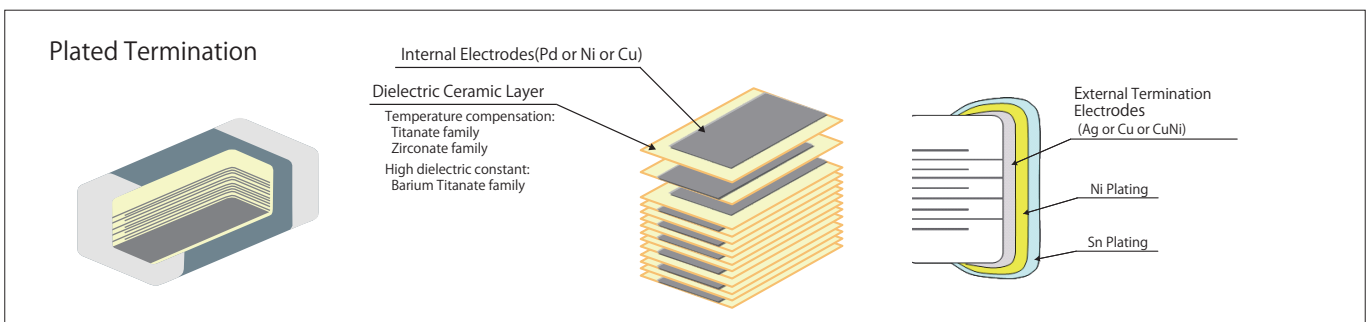 Plated Termination
Internal Electrodes(Pd or Ni or Cu)
Dielectric Ceramic Layer
Temperature compensation:
Titanate family
Zirconate family
High dielectric constant:
Barium Titanate family
External Termination
Electrodes
(Ag or Cu or CuNi)
Ni Plating
Sn Plating